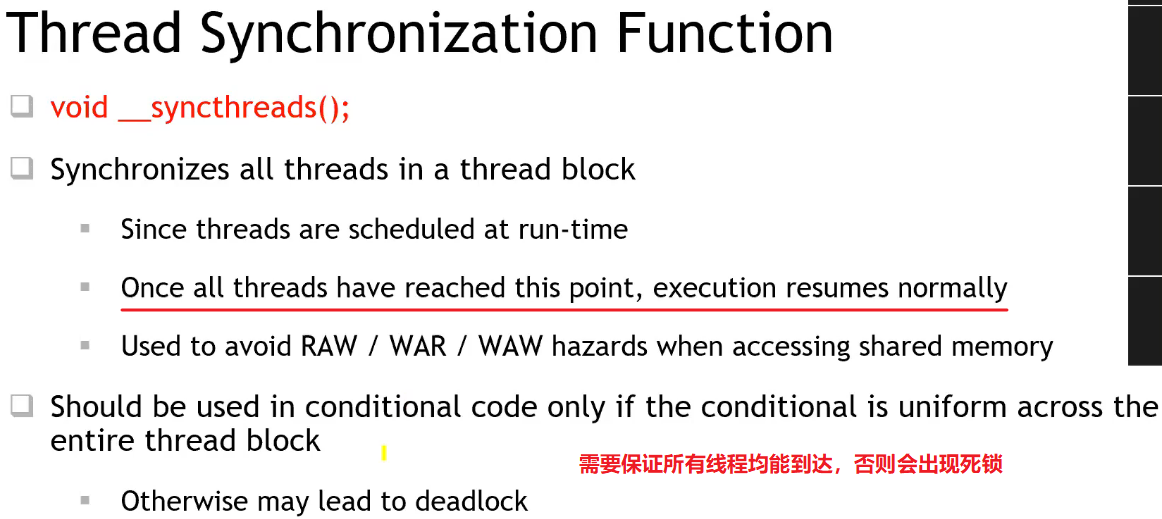 Thread Synchronization Function
void __syncthreads();
Synchronizes all threads in a thread block
Since threads are scheduled at run-time
Once all threads have reached this point, execution resumes normally
Used to avoid RAW / WAR / WAW hazards when accessing shared memory
Should be used in conditional code only if the conditional is uniform across the
entire thread block
需要保证所有线程均能到达，否则会出现死锁
Otherwise may lead to deadlock